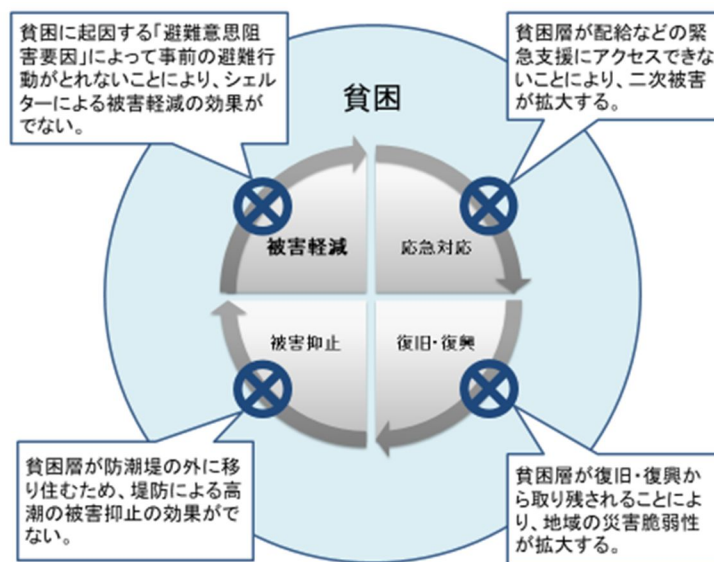 貧困に起因する「避難意思阻
害要因」によって事前の避難行
動がとれないことにより、シェル
ターによる被害軽減の効果が
でない。
貧困層が配給などの緊
急支援にアクセスできな
いことにより、二次被害
が拡大する。
貧困
被害軽減
応急対応
被害抑止
復旧・復興
貧困層が防潮堤の外に移
り住むため、堤防による高
潮の被害抑止の効果がで
ない。
貧困層が復旧・復興か
ら取り残されることによ
り、地域の災害脆弱性
が拡大する。